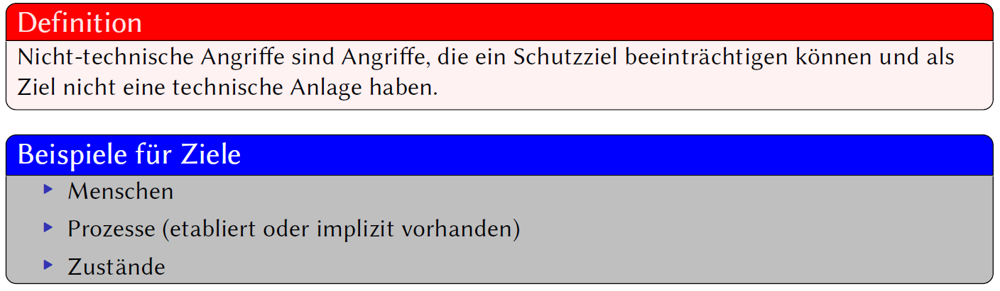 Definition
Nicht-technische Angriffe sind Angriffe, die ein Schutzziel beeinträchtigen können und als
Ziel nicht eine technische Anlage haben.
Beispiele für Ziele
Menschen
Prozesse (etabliert oder implizit vorhanden)
Zustände